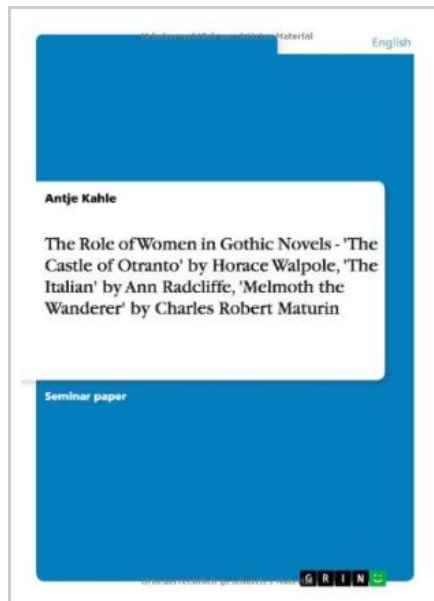 English
Antje Kahle
The Role of Women in Gothic Novels - 'The
Castle of Otranto' by Horace Walpole, 'The
Italian' by Ann Radcliffe, 'Melmoth the
Wanderer' by Charles Robert Maturin
Seminar paper
GRIN